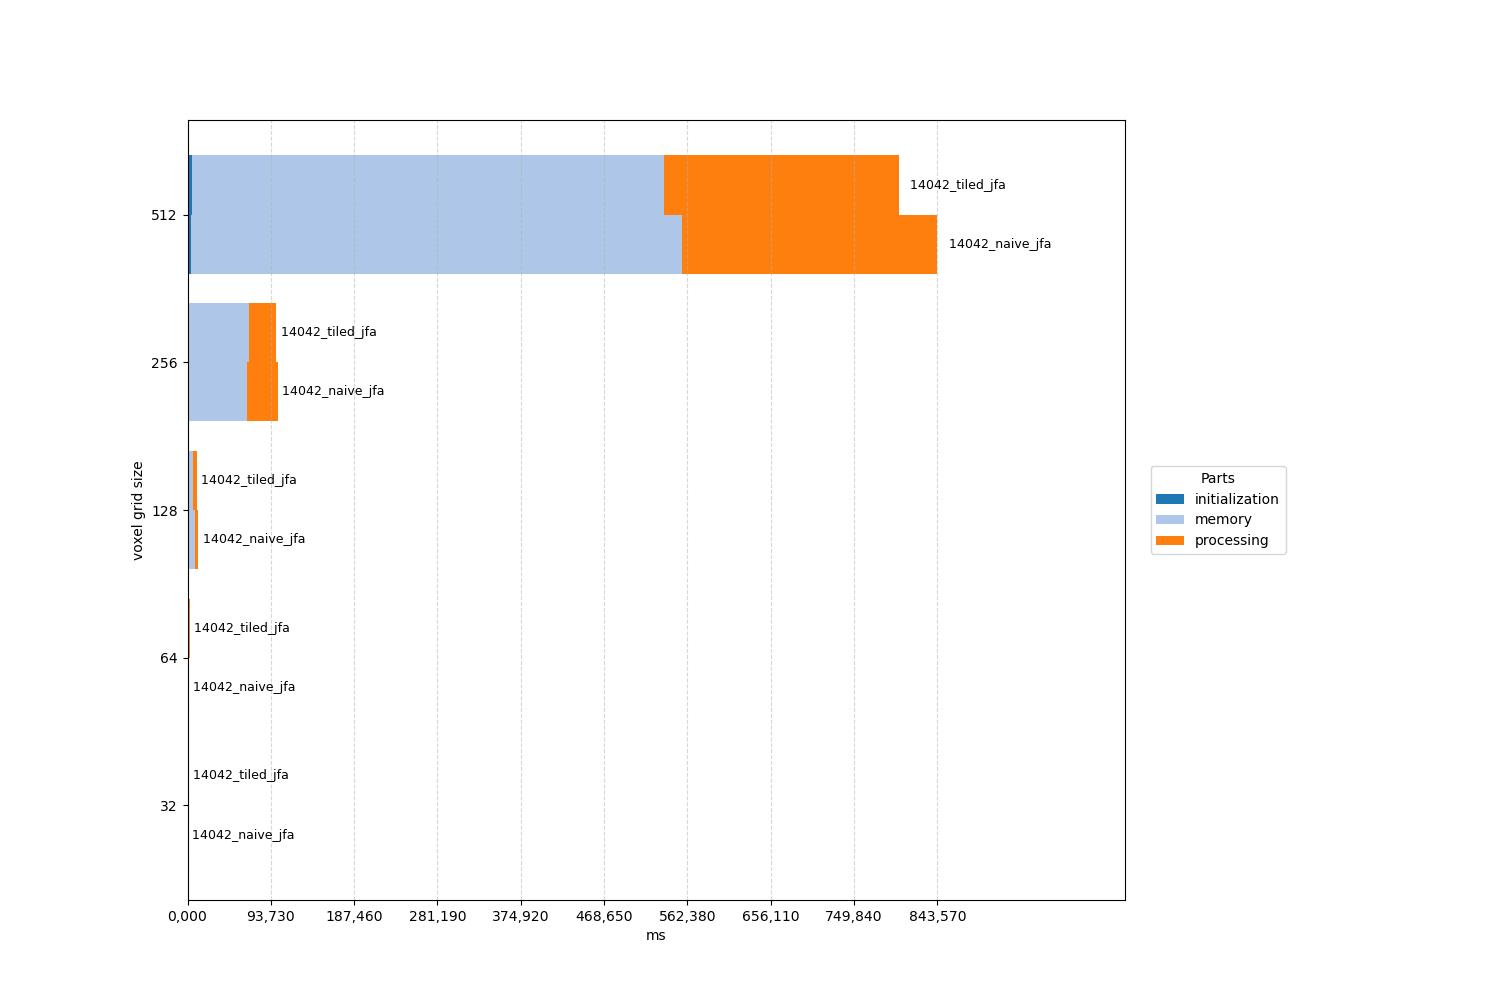 14042_tiled_jfa
512
14042_naive_jfa
14042_tiled_jfa
256
14042_naive_jfa
voxel grid size
14042_tiled_jfa
128
14042_naive_jfa
Parts
initialization
memory
processing
14042_tiled_jfa
64
14042_naive_jfa
14042_tiled_jfa
32
14042_naive_jfa
0,000 93,730 187,460 281,190 374,920 468,650 562,380 656,110 749,840 843,570
ms